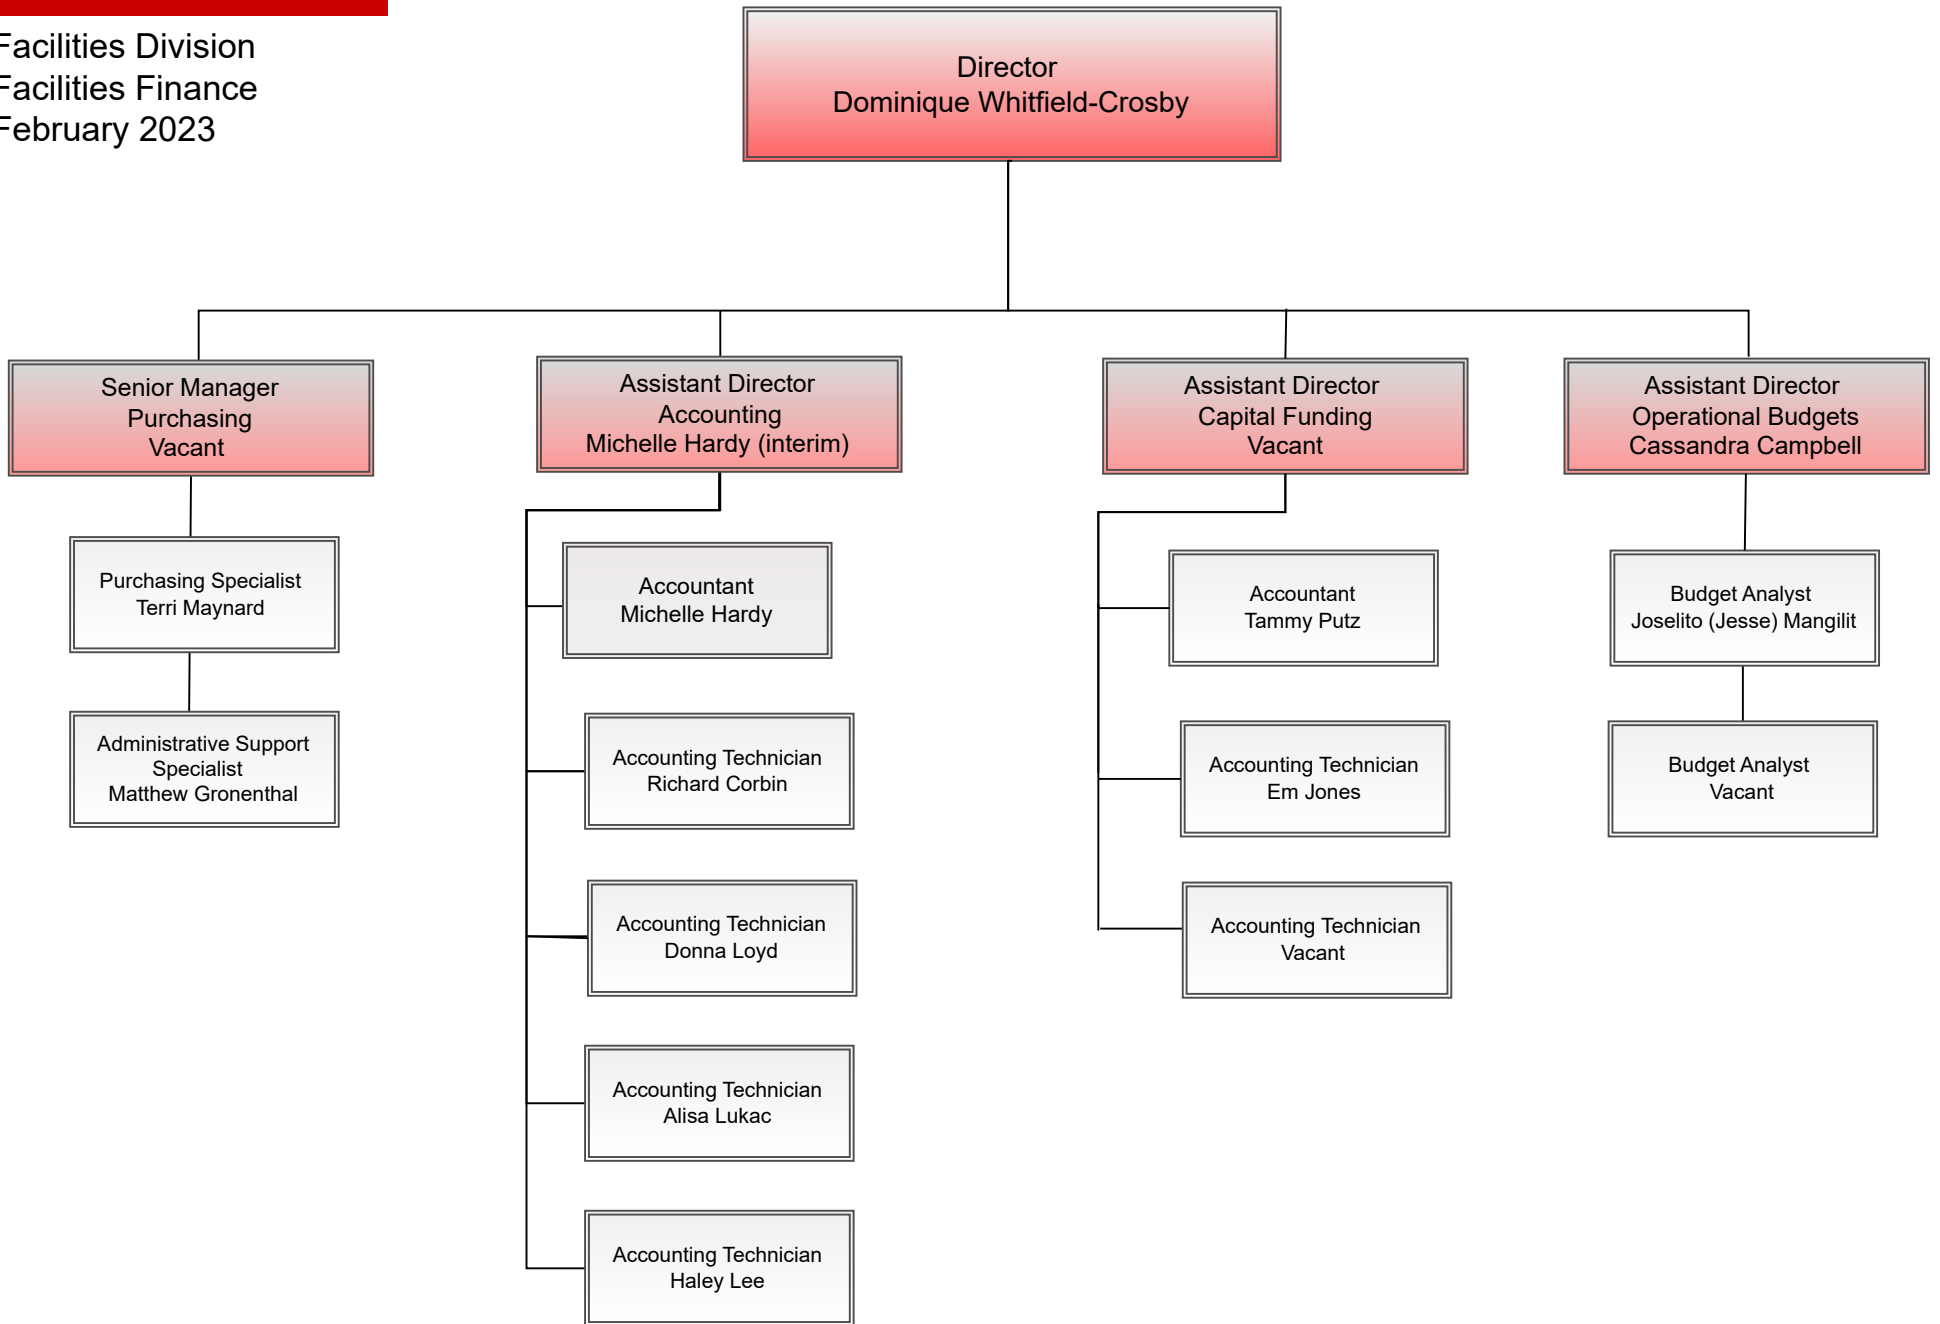 Facilities Division
Facilities Finance
February 2023
Director
Dominique Whitfield-Crosby
Senior Manager
Purchasing
Vacant
Assistant Director
Accounting
Michelle Hardy (interim)
Assistant Director
Capital Funding
Vacant
Assistant Director
Operational Budgets
Cassandra Campbell
Purchasing Specialist
Terri Maynard
Administrative Support
Specialist
Matthew Gronenthal
Accountant
Michelle Hardy
Accounting Technician
Richard Corbin
Accounting Technician
Donna Loyd
Accounting Technician
Alisa Lukac
Accounting Technician
Haley Lee
Accountant
Tammy Putz
Accounting Technician
Em Jones
Accounting Technician
Vacant
Budget Analyst
Joselito (Jesse) Mangilit
Budget Analyst
Vacant